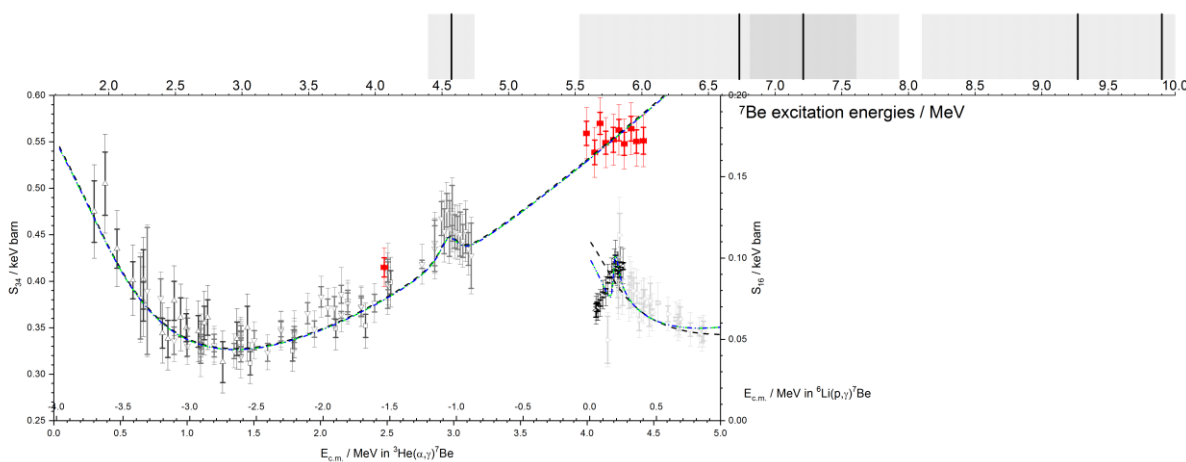 2.0 2.5 3.0 3.5 4.0 4.5 5.0 5.5 6.0 6.5 7.0 7.5 8.0 8.5 9.0 9.5 10.0
⁷Be excitation energies / MeV
0.60 0.20
0.55
0.50 0.15
0.45
S₃₄ / keV barn
0.40 0.10
S₁₆ / keV barn
0.35 0.05
0.30
E_c.m. / MeV in ⁶Li(p,γ)⁷Be
-4.0 -3.5 -3.0 -2.5 -2.0 -1.5 -1.0 -0.5 0.0 0.5
0.25 0.00
0.0 0.5 1.0 1.5 2.0 2.5 3.0 3.5 4.0 4.5 5.0
E_c.m. / MeV in ³He(α,γ)⁷Be